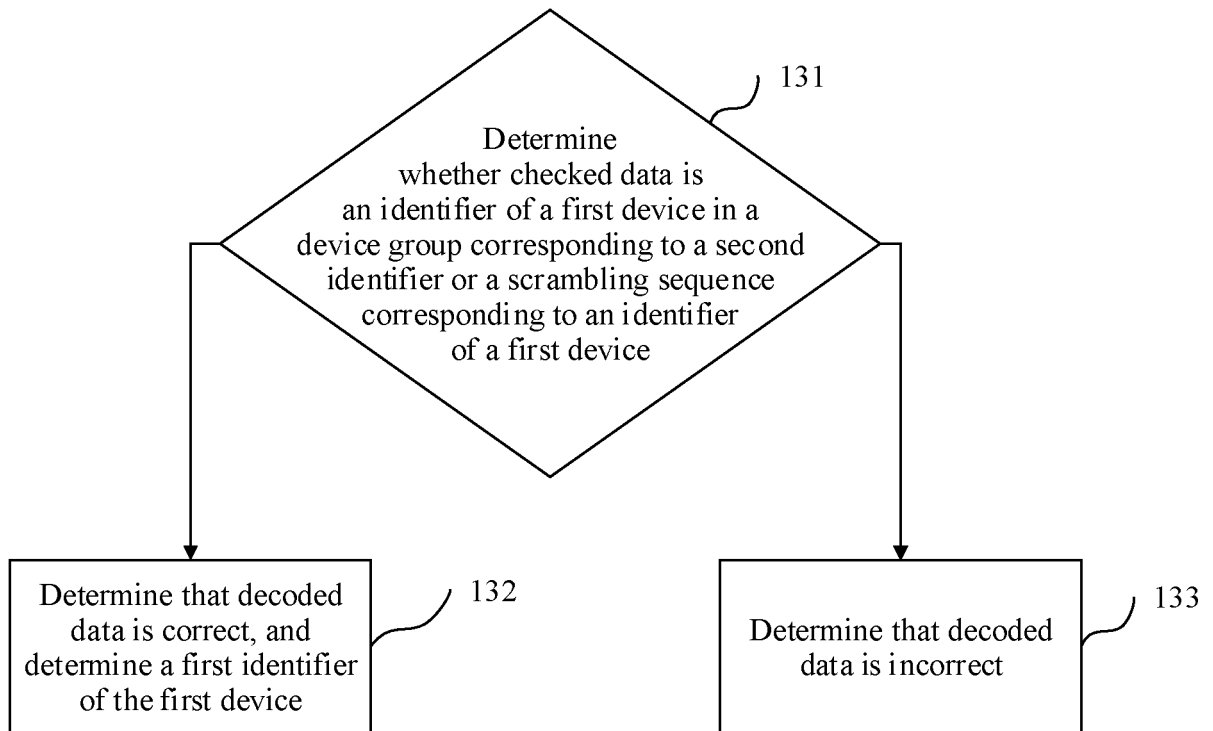 131
Determine
whether checked data is
an identifier of a first device in a
device group corresponding to a second
identifier or a scrambling sequence
corresponding to an identifier
of a first device
132
Determine that decoded
data is correct, and
determine a first identifier
of the first device
133
Determine that decoded
data is incorrect